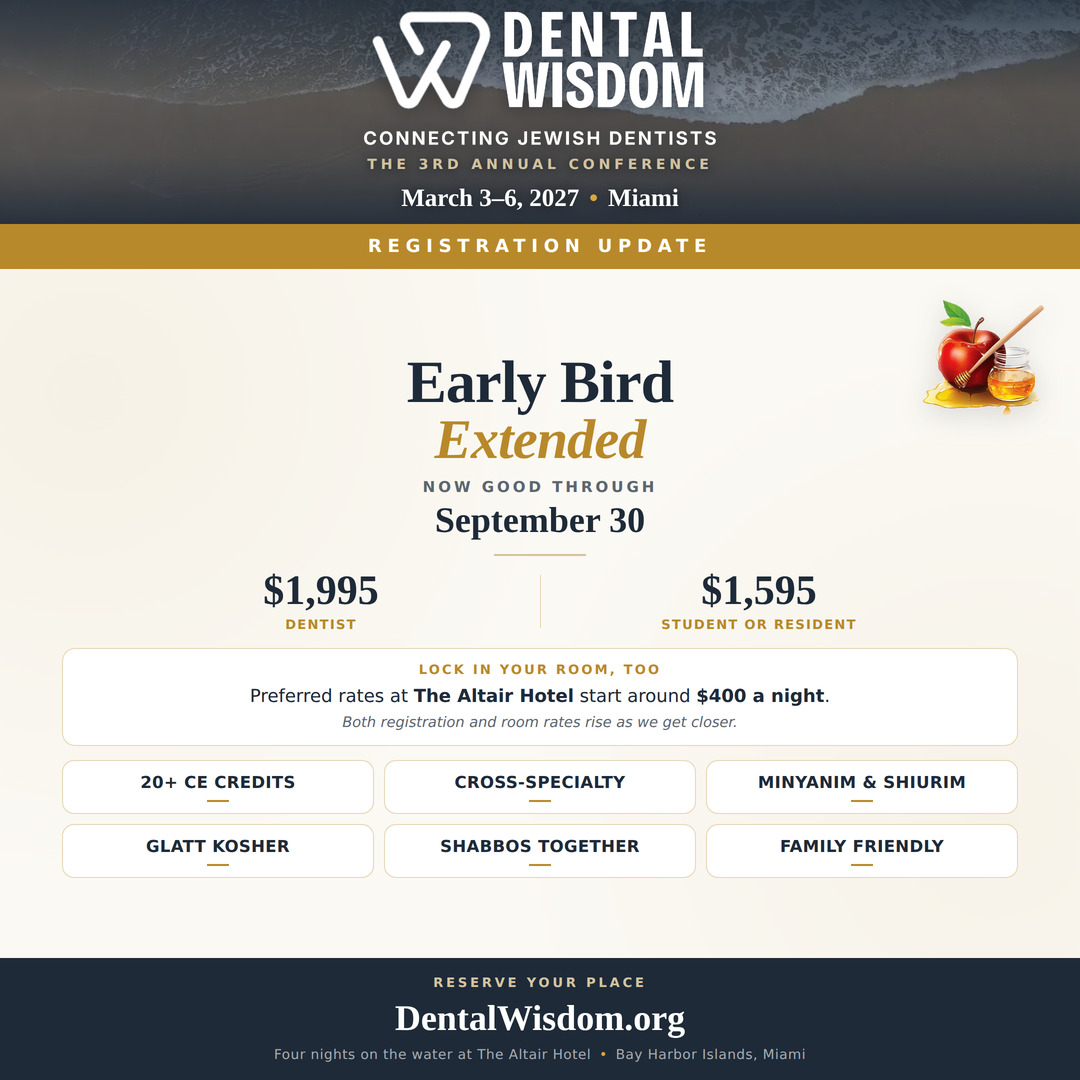 DENTAL
WISDOM
CONNECTING JEWISH DENTISTS
THE 3RD ANNUAL CONFERENCE
March 3–6, 2027 • Miami
REGISTRATION UPDATE
Early Bird
Extended
NOW GOOD THROUGH
September 30
$1,995
DENTIST
$1,595
STUDENT OR RESIDENT
LOCK IN YOUR ROOM, TOO
Preferred rates at The Altair Hotel start around $400 a night.
Both registration and room rates rise as we get closer.
20+ CE CREDITS
CROSS-SPECIALTY
MINYANIM & SHIURIM
GLATT KOSHER
SHABBOS TOGETHER
FAMILY FRIENDLY
RESERVE YOUR PLACE
DentalWisdom.org
Four nights on the water at The Altair Hotel • Bay Harbor Islands, Miami